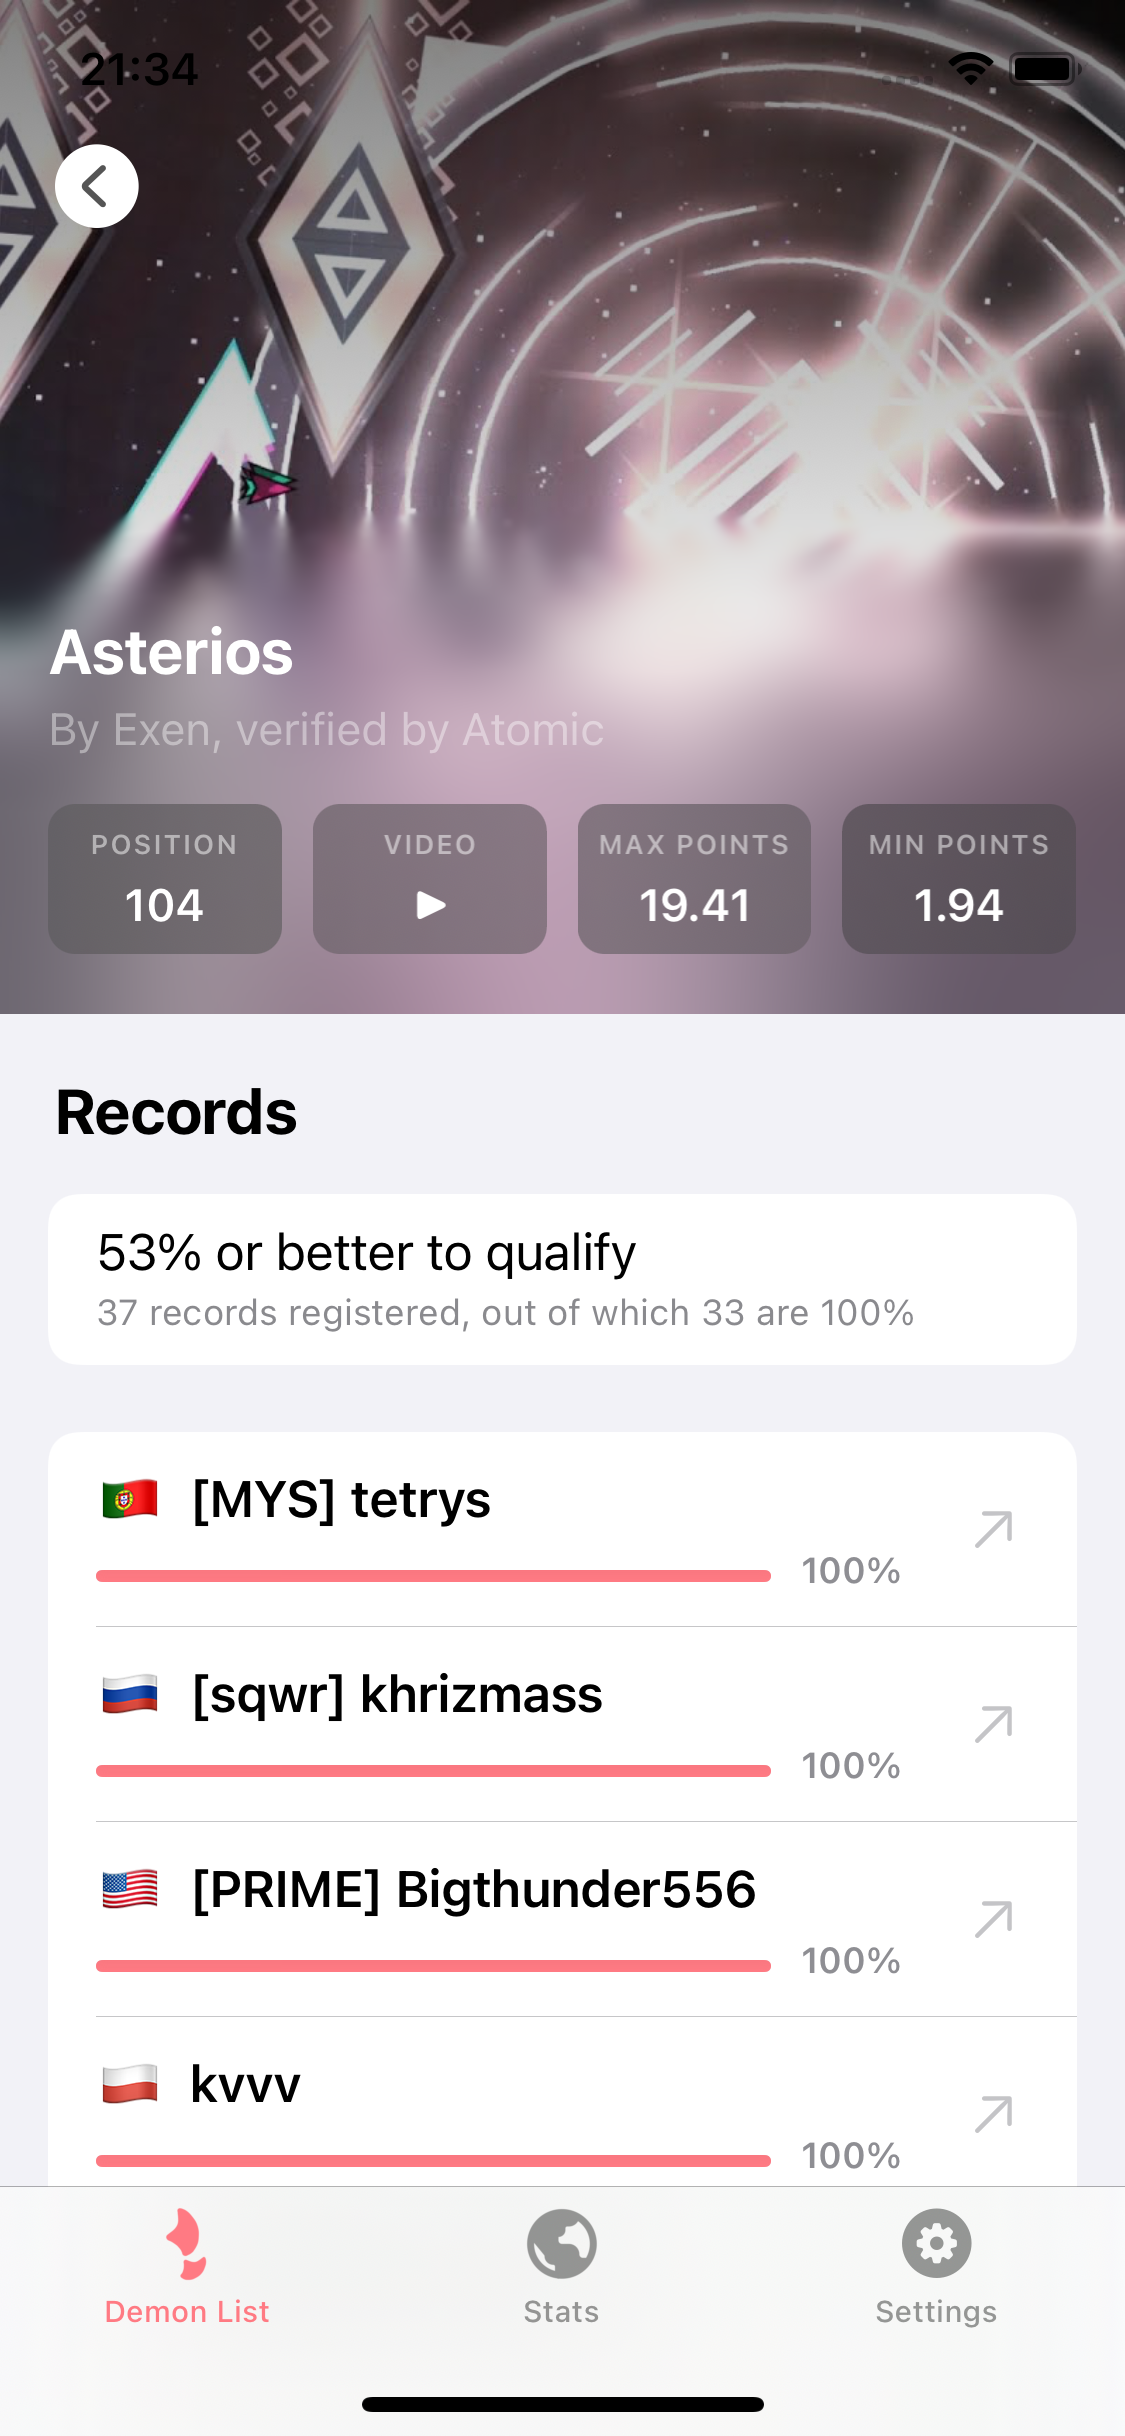 21:34
Asterios
By Exen, verified by Atomic
POSITION
104
VIDEO
MAX POINTS
19.41
MIN POINTS
1.94
Records
53% or better to qualify
37 records registered, out of which 33 are 100%
[MYS] tetrys
100%
[sqwr] khrizmass
100%
[PRIME] Bigthunder556
100%
kvvv
100%
Demon List
Stats
Settings